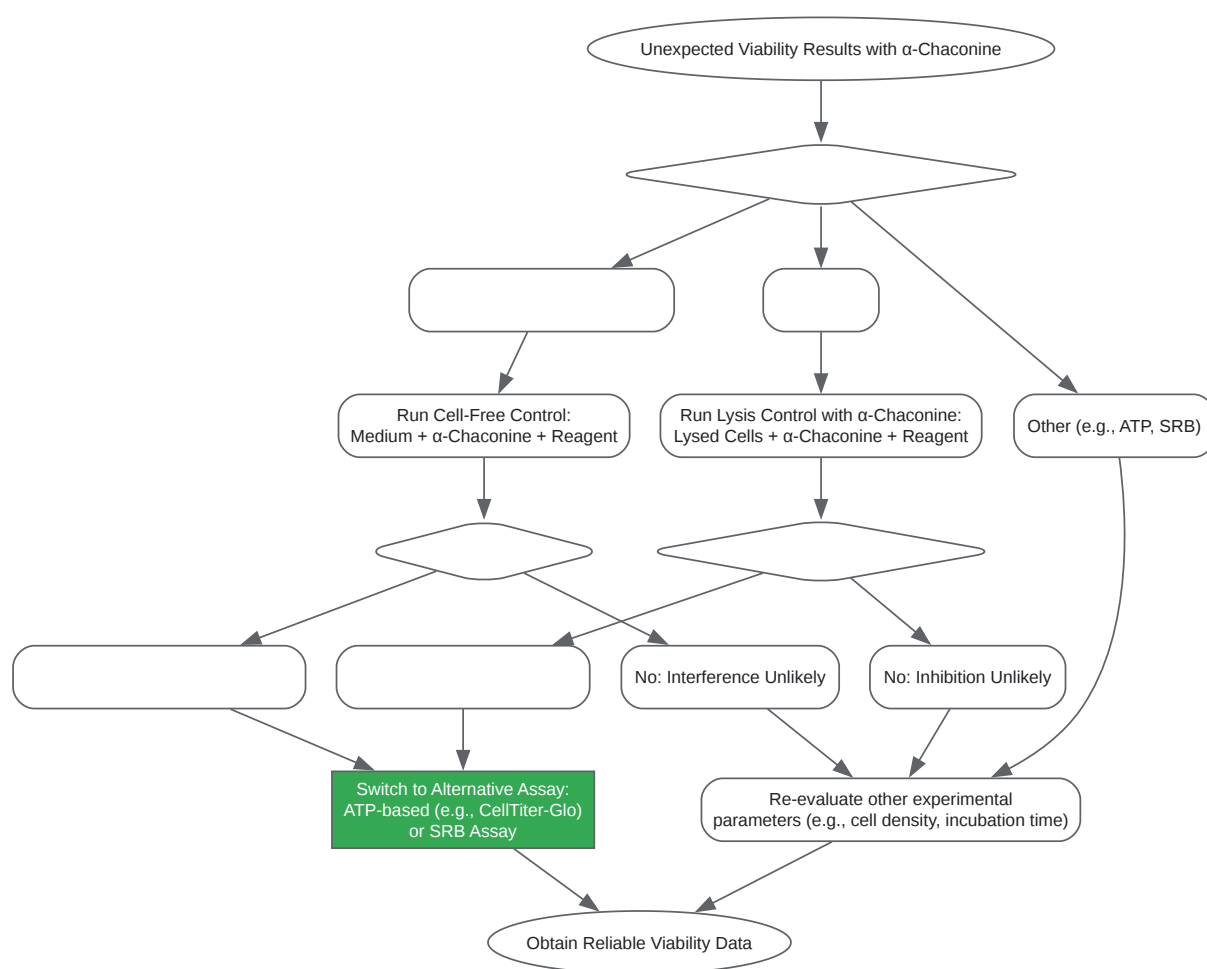 Unexpected Viability Results with α-Chaconine
Run Cell-Free Control:
Medium + α-Chaconine + Reagent
Run Lysis Control with α-Chaconine:
Lysed Cells + α-Chaconine + Reagent
Other (e.g., ATP, SRB)
No: Interference Unlikely
No: Inhibition Unlikely
Switch to Alternative Assay:
ATP-based (e.g., CellTiter-Glo)
or SRB Assay
Re-evaluate other experimental
parameters (e.g., cell density, incubation time)
Obtain Reliable Viability Data